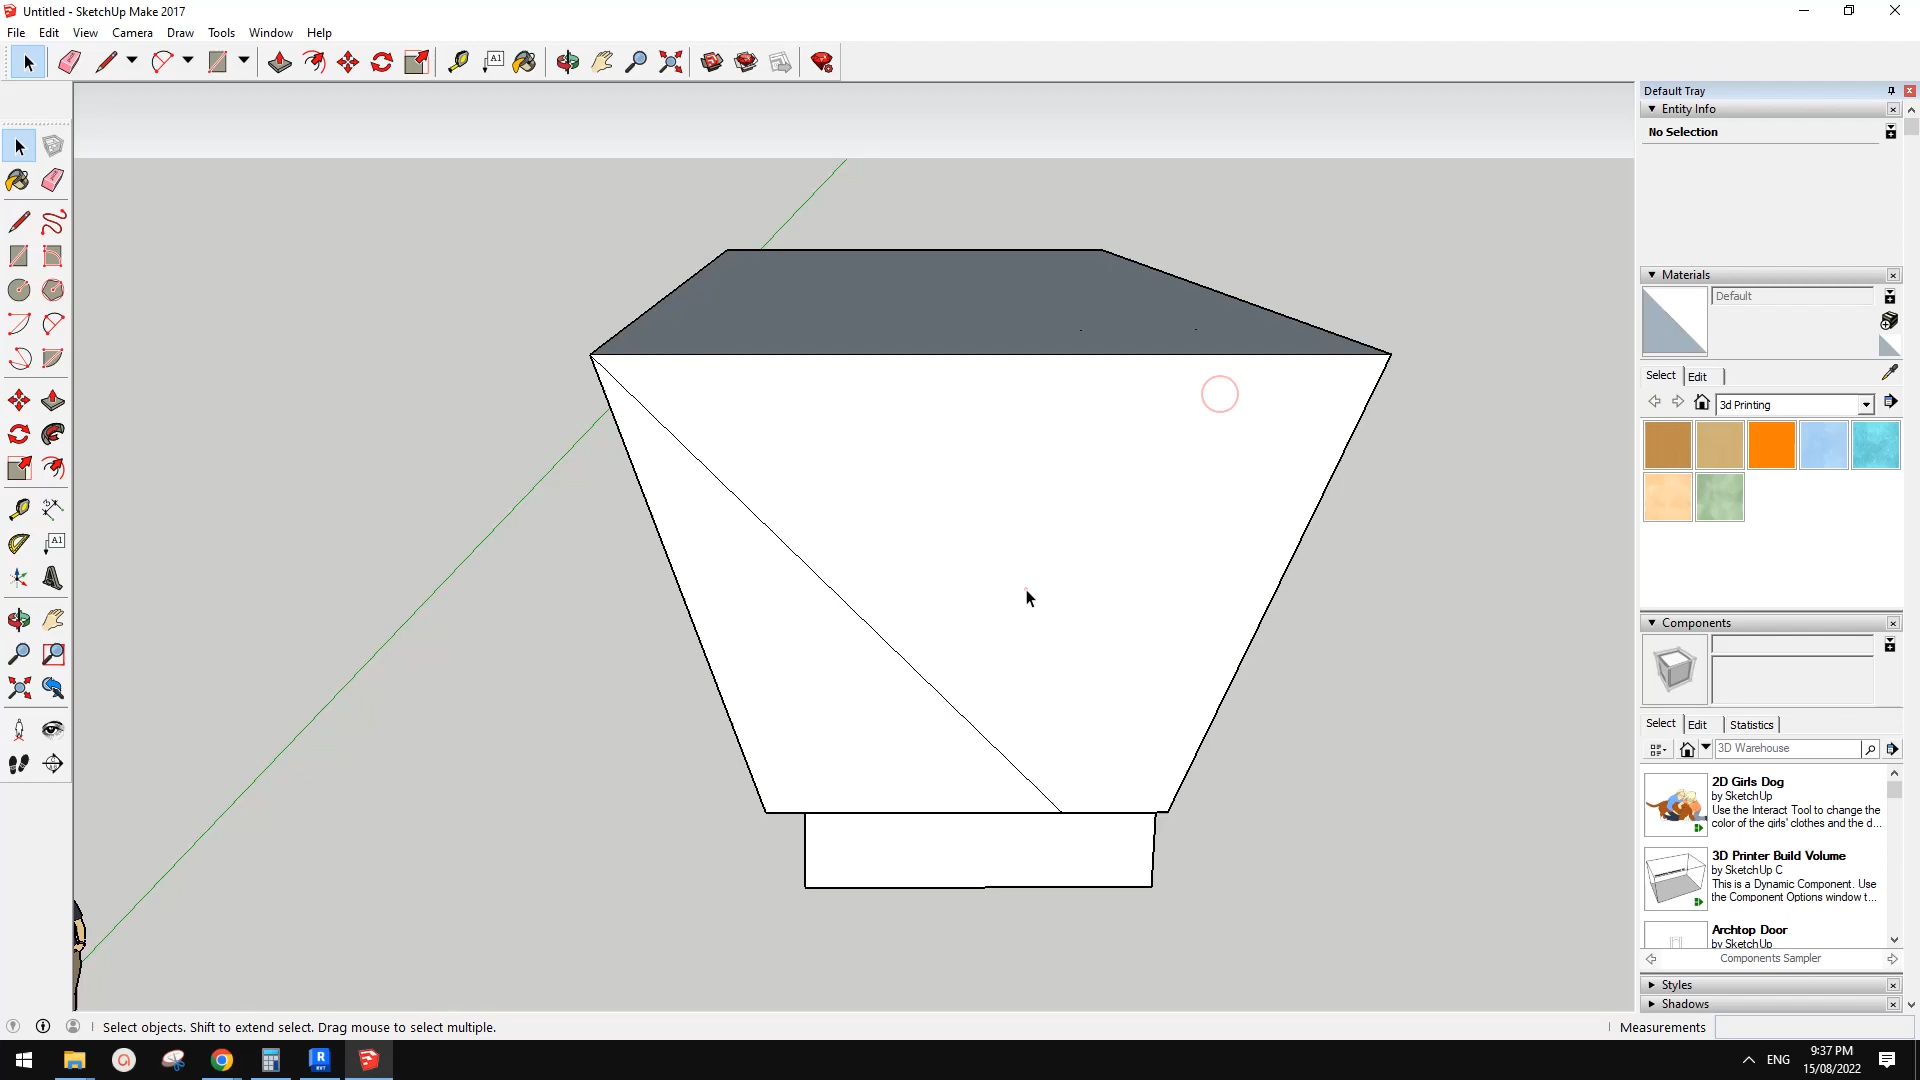 Untitled - SketchUp Make 2017
File Edit View Camera Draw Tools Window Help
A1
Default Tray
Entity Info
No Selection
Materials
Default
Select Edit
3d Printing
A1
Components
Select Edit Statistics
3D Warehouse
2D Girls Dog
by SketchUp
Use the Interact Tool to change the
color of the girls' clothes and the d...
3D Printer Build Volume
by SketchUp C
This is a Dynamic Component. Use
the Component Options window t...
Archtop Door
by SketchUp
Components Sampler
Styles
Shadows
Select objects. Shift to extend select. Drag mouse to select multiple.
Measurements
R
ENG
9:37 PM
15/08/2022